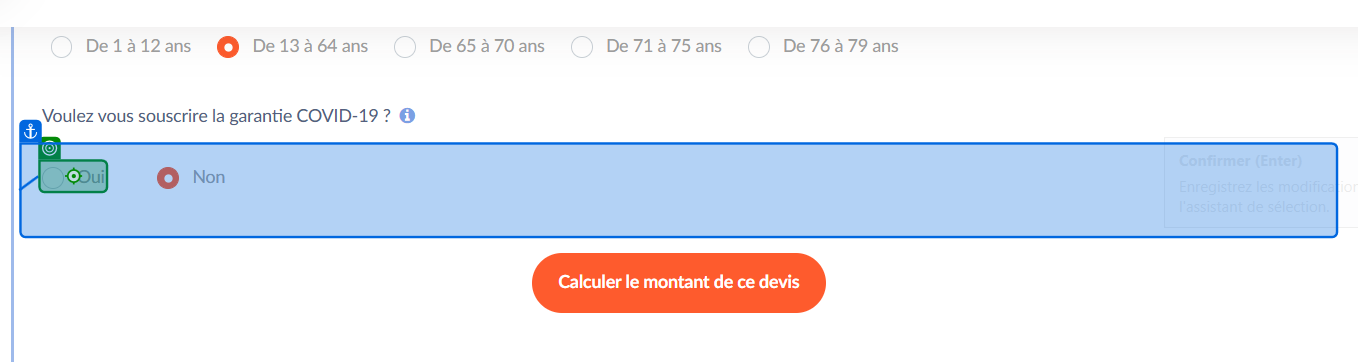 De 1 à 12 ans De 13 à 64 ans De 65 à 70 ans De 71 à 75 ans De 76 à 79 ans
Voulez vous souscrire la garantie COVID-19 ?
Confirmer (Enter)
Oui Non
Enregistrez les modification
l'assistant de sélection.
Calculer le montant de ce devis